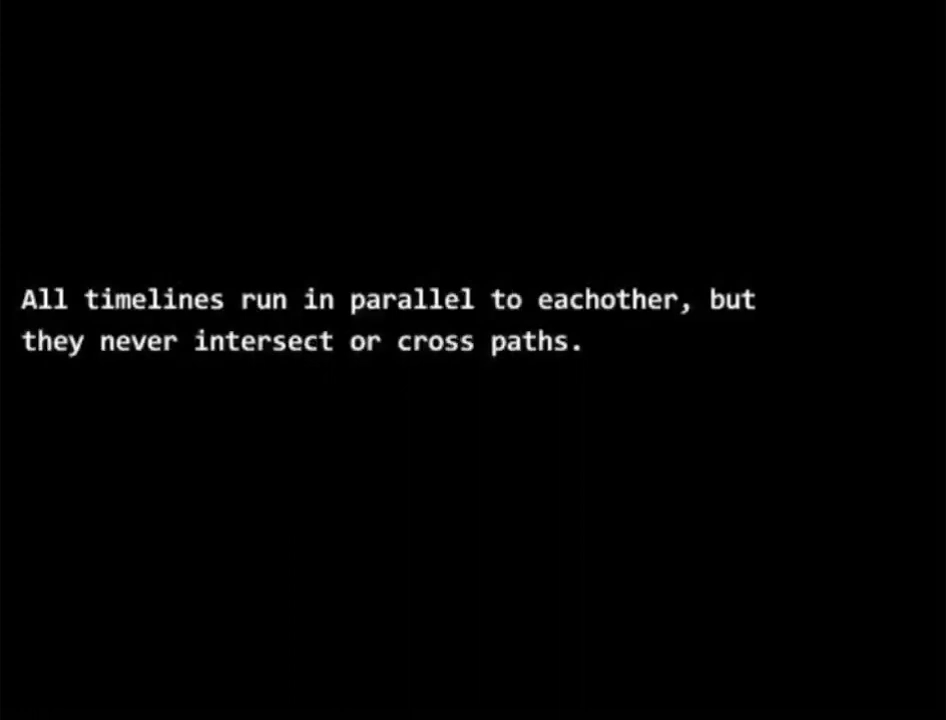 All timelines run in parallel to eachother, but
they never intersect or cross paths.